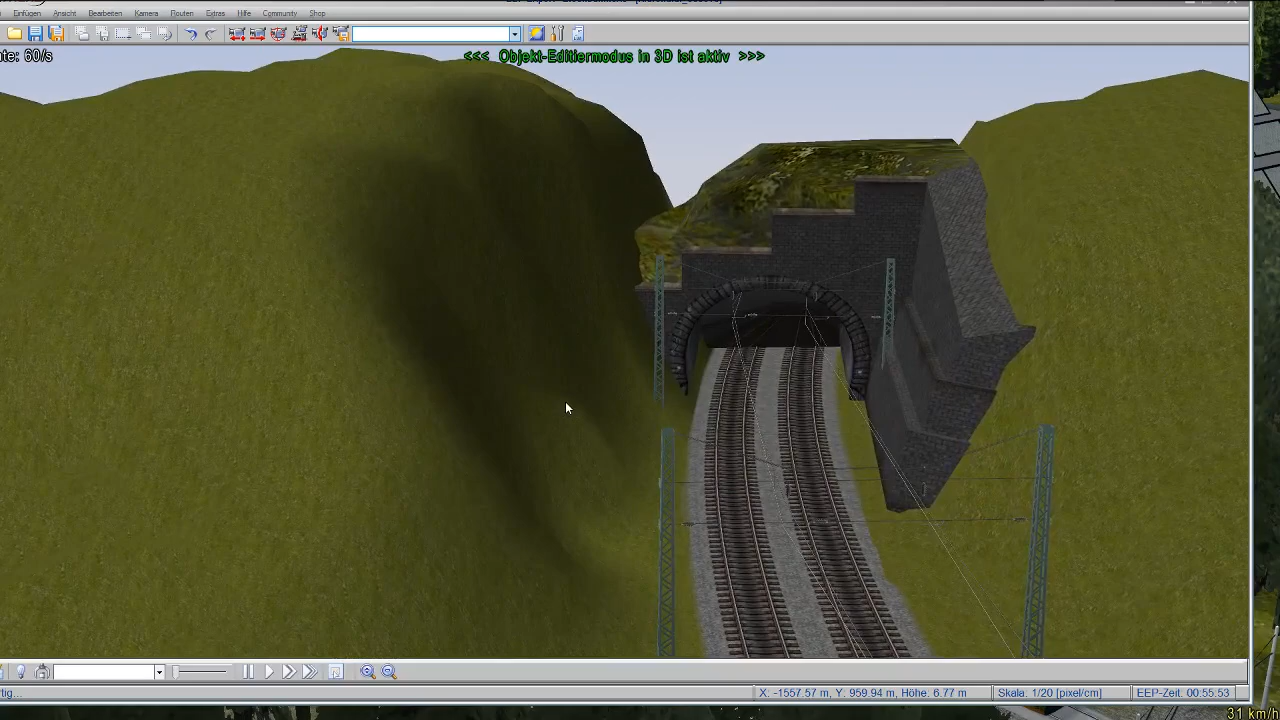 Einfügen Ansicht Bearbeiten Kamera Routen Extras Hilfe Community Shop
te: 60/s
<<< Objekt-Editiermodus in 3D ist aktiv >>>
X: -1557.57 m, Y: 959.94 m, Höhe: 6.77 m
Skala: 1/20 [pixel/cm]
EEP-Zeit: 00:55:53
tig...
31 km/h